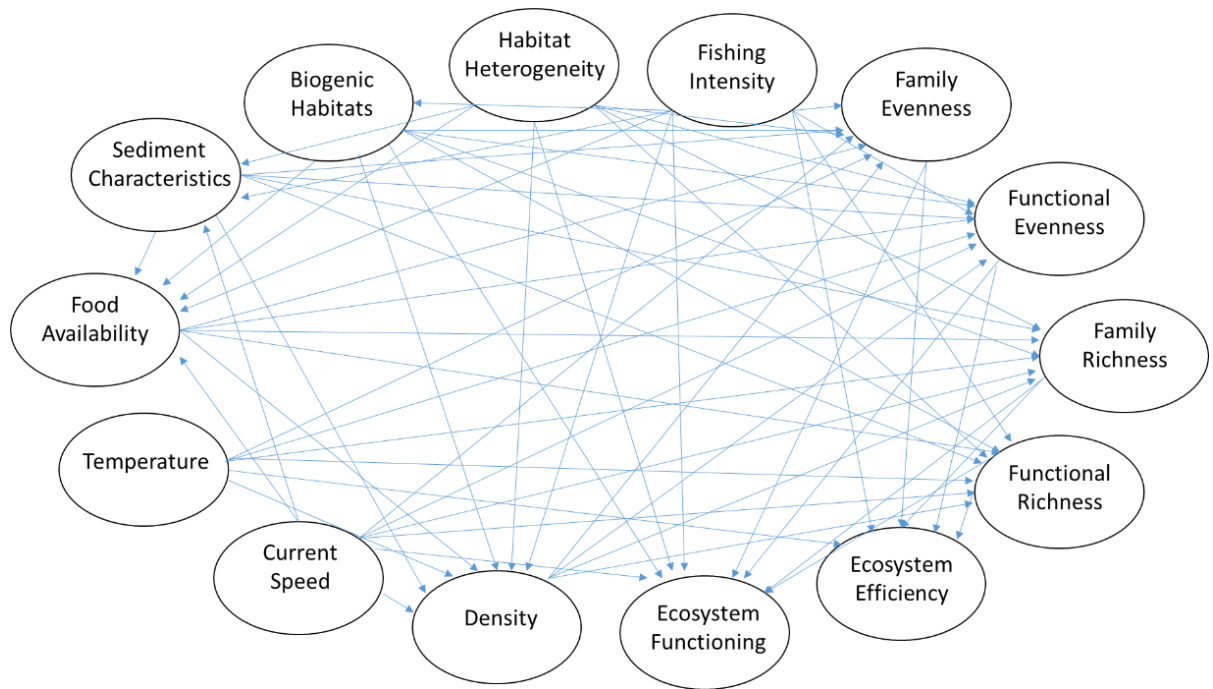 Habitat
Heterogeneity
Fishing
Intensity
Family
Evenness
Biogenic
Habitats
Sediment
Characteristics
Functional
Evenness
Food
Availability
Family
Richness
Temperature
Functional
Richness
Current
Speed
Ecosystem
Efficiency
Density
Ecosystem
Functioning